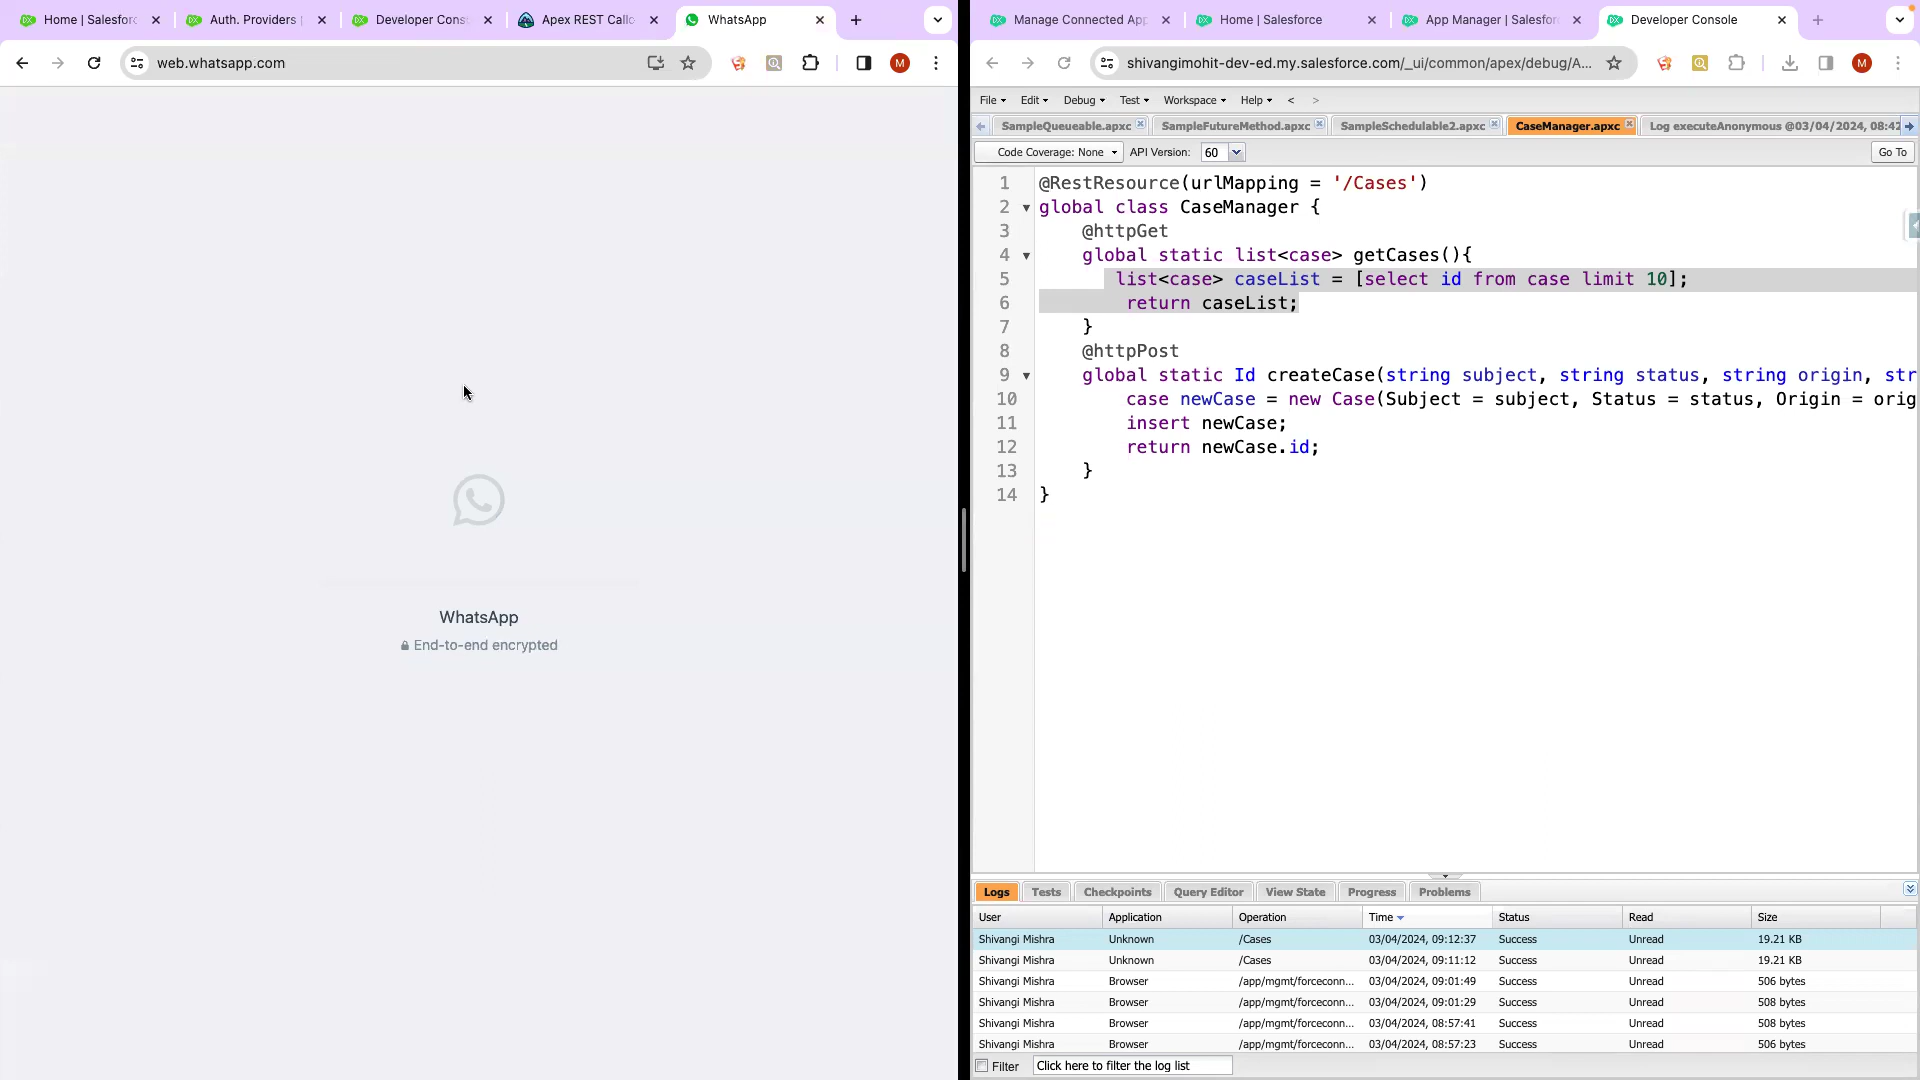 Home | Salesforc
Auth. Providers |
Developer Cons
Apex REST Callo
WhatsApp
web.whatsapp.com
M
WhatsApp
End-to-end encrypted
Manage Connected App
Home | Salesforce
App Manager | Salesfor
Developer Console
shivangimohit-dev-ed.my.salesforce.com/_ui/common/apex/debug/A...
M
File Edit Debug Test Workspace Help < >
SampleQueueable.apxc
SampleFutureMethod.apxc
SampleSchedulable2.apxc
CaseManager.apxc
Log executeAnonymous @03/04/2024, 08:42
Code Coverage: None API Version: 60 Go To
1 @RestResource(urlMapping = '/Cases')
2 global class CaseManager {
3 @httpGet
4 global static list<case> getCases(){
5 list<case> caseList = [select id from case limit 10];
6 return caseList;
7 }
8 @httpPost
9 global static Id createCase(string subject, string status, string origin, str
10 case newCase = new Case(Subject = subject, Status = status, Origin = orig
11 insert newCase;
12 return newCase.id;
13 }
14 }
Logs Tests Checkpoints Query Editor View State Progress Problems
User Application Operation Time Status Read Size
Shivangi Mishra Unknown /Cases 03/04/2024, 09:12:37 Success Unread 19.21 KB
Shivangi Mishra Unknown /Cases 03/04/2024, 09:11:12 Success Unread 19.21 KB
Shivangi Mishra Browser /app/mgmt/forceconn... 03/04/2024, 09:01:49 Success Unread 506 bytes
Shivangi Mishra Browser /app/mgmt/forceconn... 03/04/2024, 09:01:29 Success Unread 508 bytes
Shivangi Mishra Browser /app/mgmt/forceconn... 03/04/2024, 08:57:41 Success Unread 508 bytes
Shivangi Mishra Browser /app/mgmt/forceconn... 03/04/2024, 08:57:23 Success Unread 506 bytes
Filter Click here to filter the log list